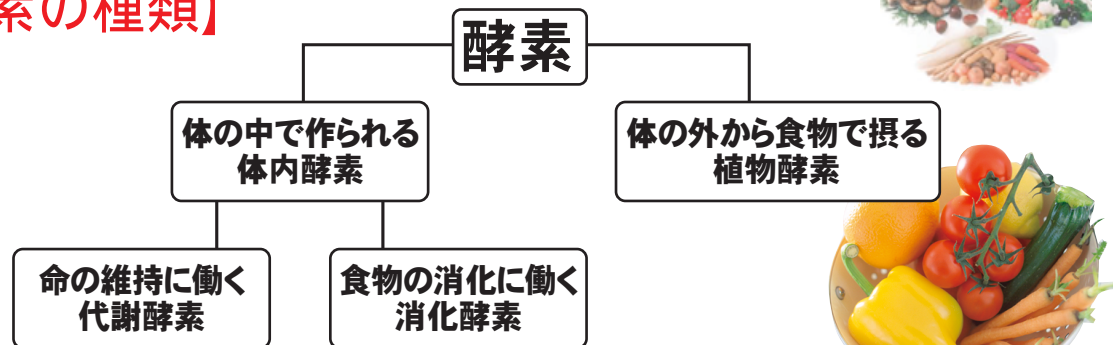 素の種類】
酵素
体の中で作られる
体内酵素
体の外から食物で摂る
植物酵素
命の維持に働く
代謝酵素
食物の消化に働く
消化酵素